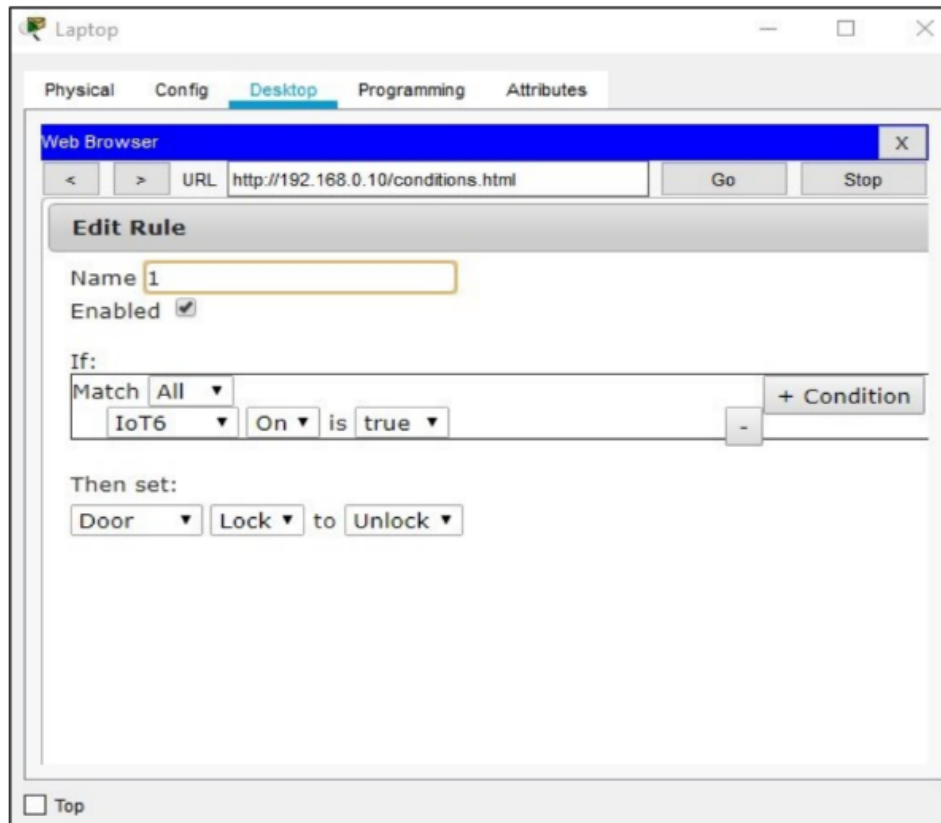 Laptop
Physical Config Desktop Programming Attributes
Web Browser X
< > URL http://192.168.0.10/conditions.html Go Stop
Edit Rule
Name 1
Enabled
If:
Match All + Condition
IoT6 On is true -
Then set:
Door Lock to Unlock
Top